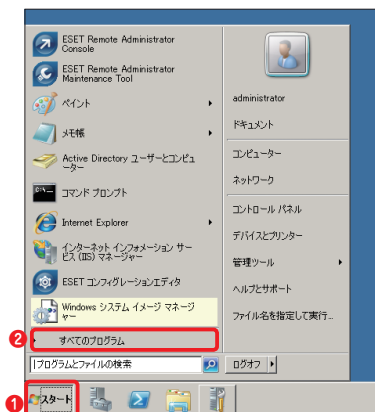 ESET Remote Administrator
Console
ESET Remote Administrator
Maintenance Tool
ペイント
メモ帳
Active Directory ユーザーとコンピュ
ーター
コマンド プロンプト
Internet Explorer
インターネット インフォメーション サー
ビス (IIS) マネージャー
ESET コンフィグレーションエディタ
Windows システム イメージ マネージ
ャー
❷
すべてのプログラム
プログラムとファイルの検索
administrator
ドキュメント
コンピューター
ネットワーク
コントロール パネル
デバイスとプリンター
管理ツール
ヘルプとサポート
ファイル名を指定して実行...
ログオフ
❶
スタート